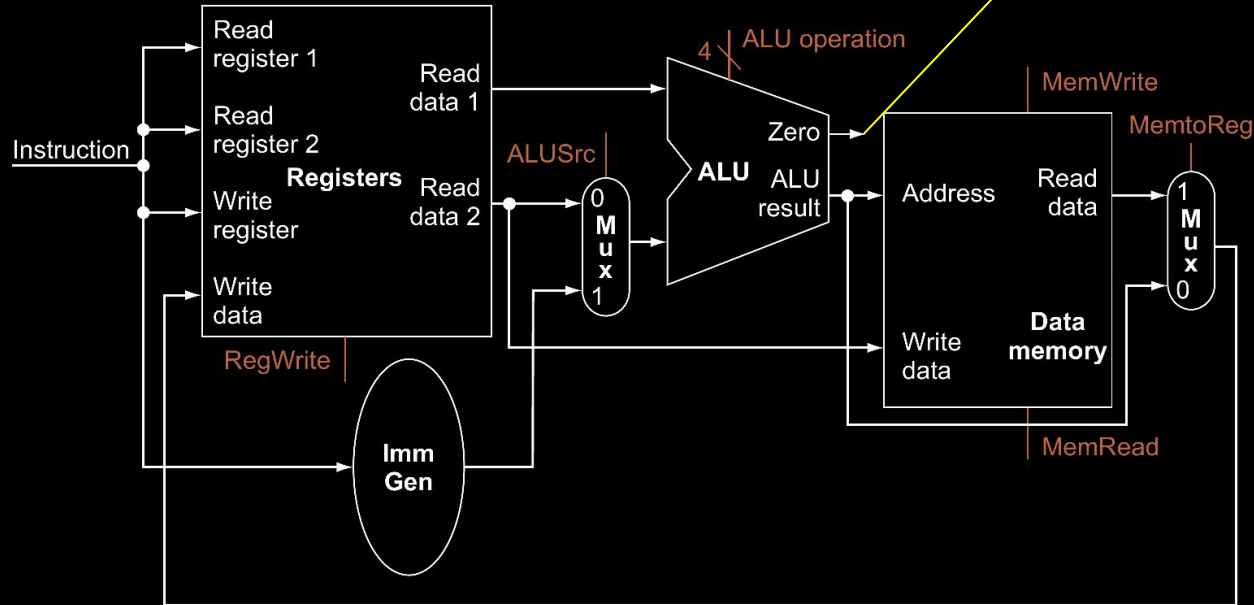 Instruction
Read
register 1
Read
register 2
Registers
Write
register
Write
data
Read
data 1
Read
data 2
RegWrite
Imm
Gen
ALUSrc
0
M
u
x
1
4
ALU operation
Zero
ALU
ALU
result
MemWrite
Address
Read
data
Write
data
Data
memory
MemRead
MemtoReg
1
M
u
x
0